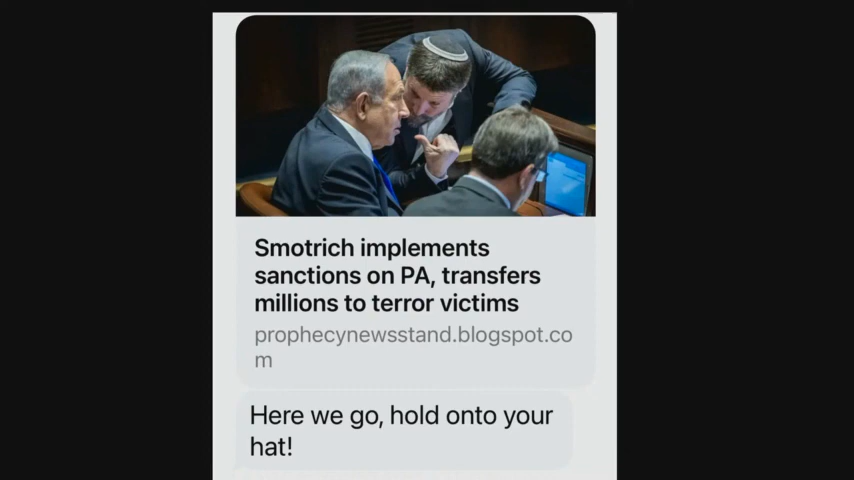 Smotrich implements
sanctions on PA, transfers
millions to terror victims
prophecynewsstand.blogspot.co
m
Here we go, hold onto your
hat!